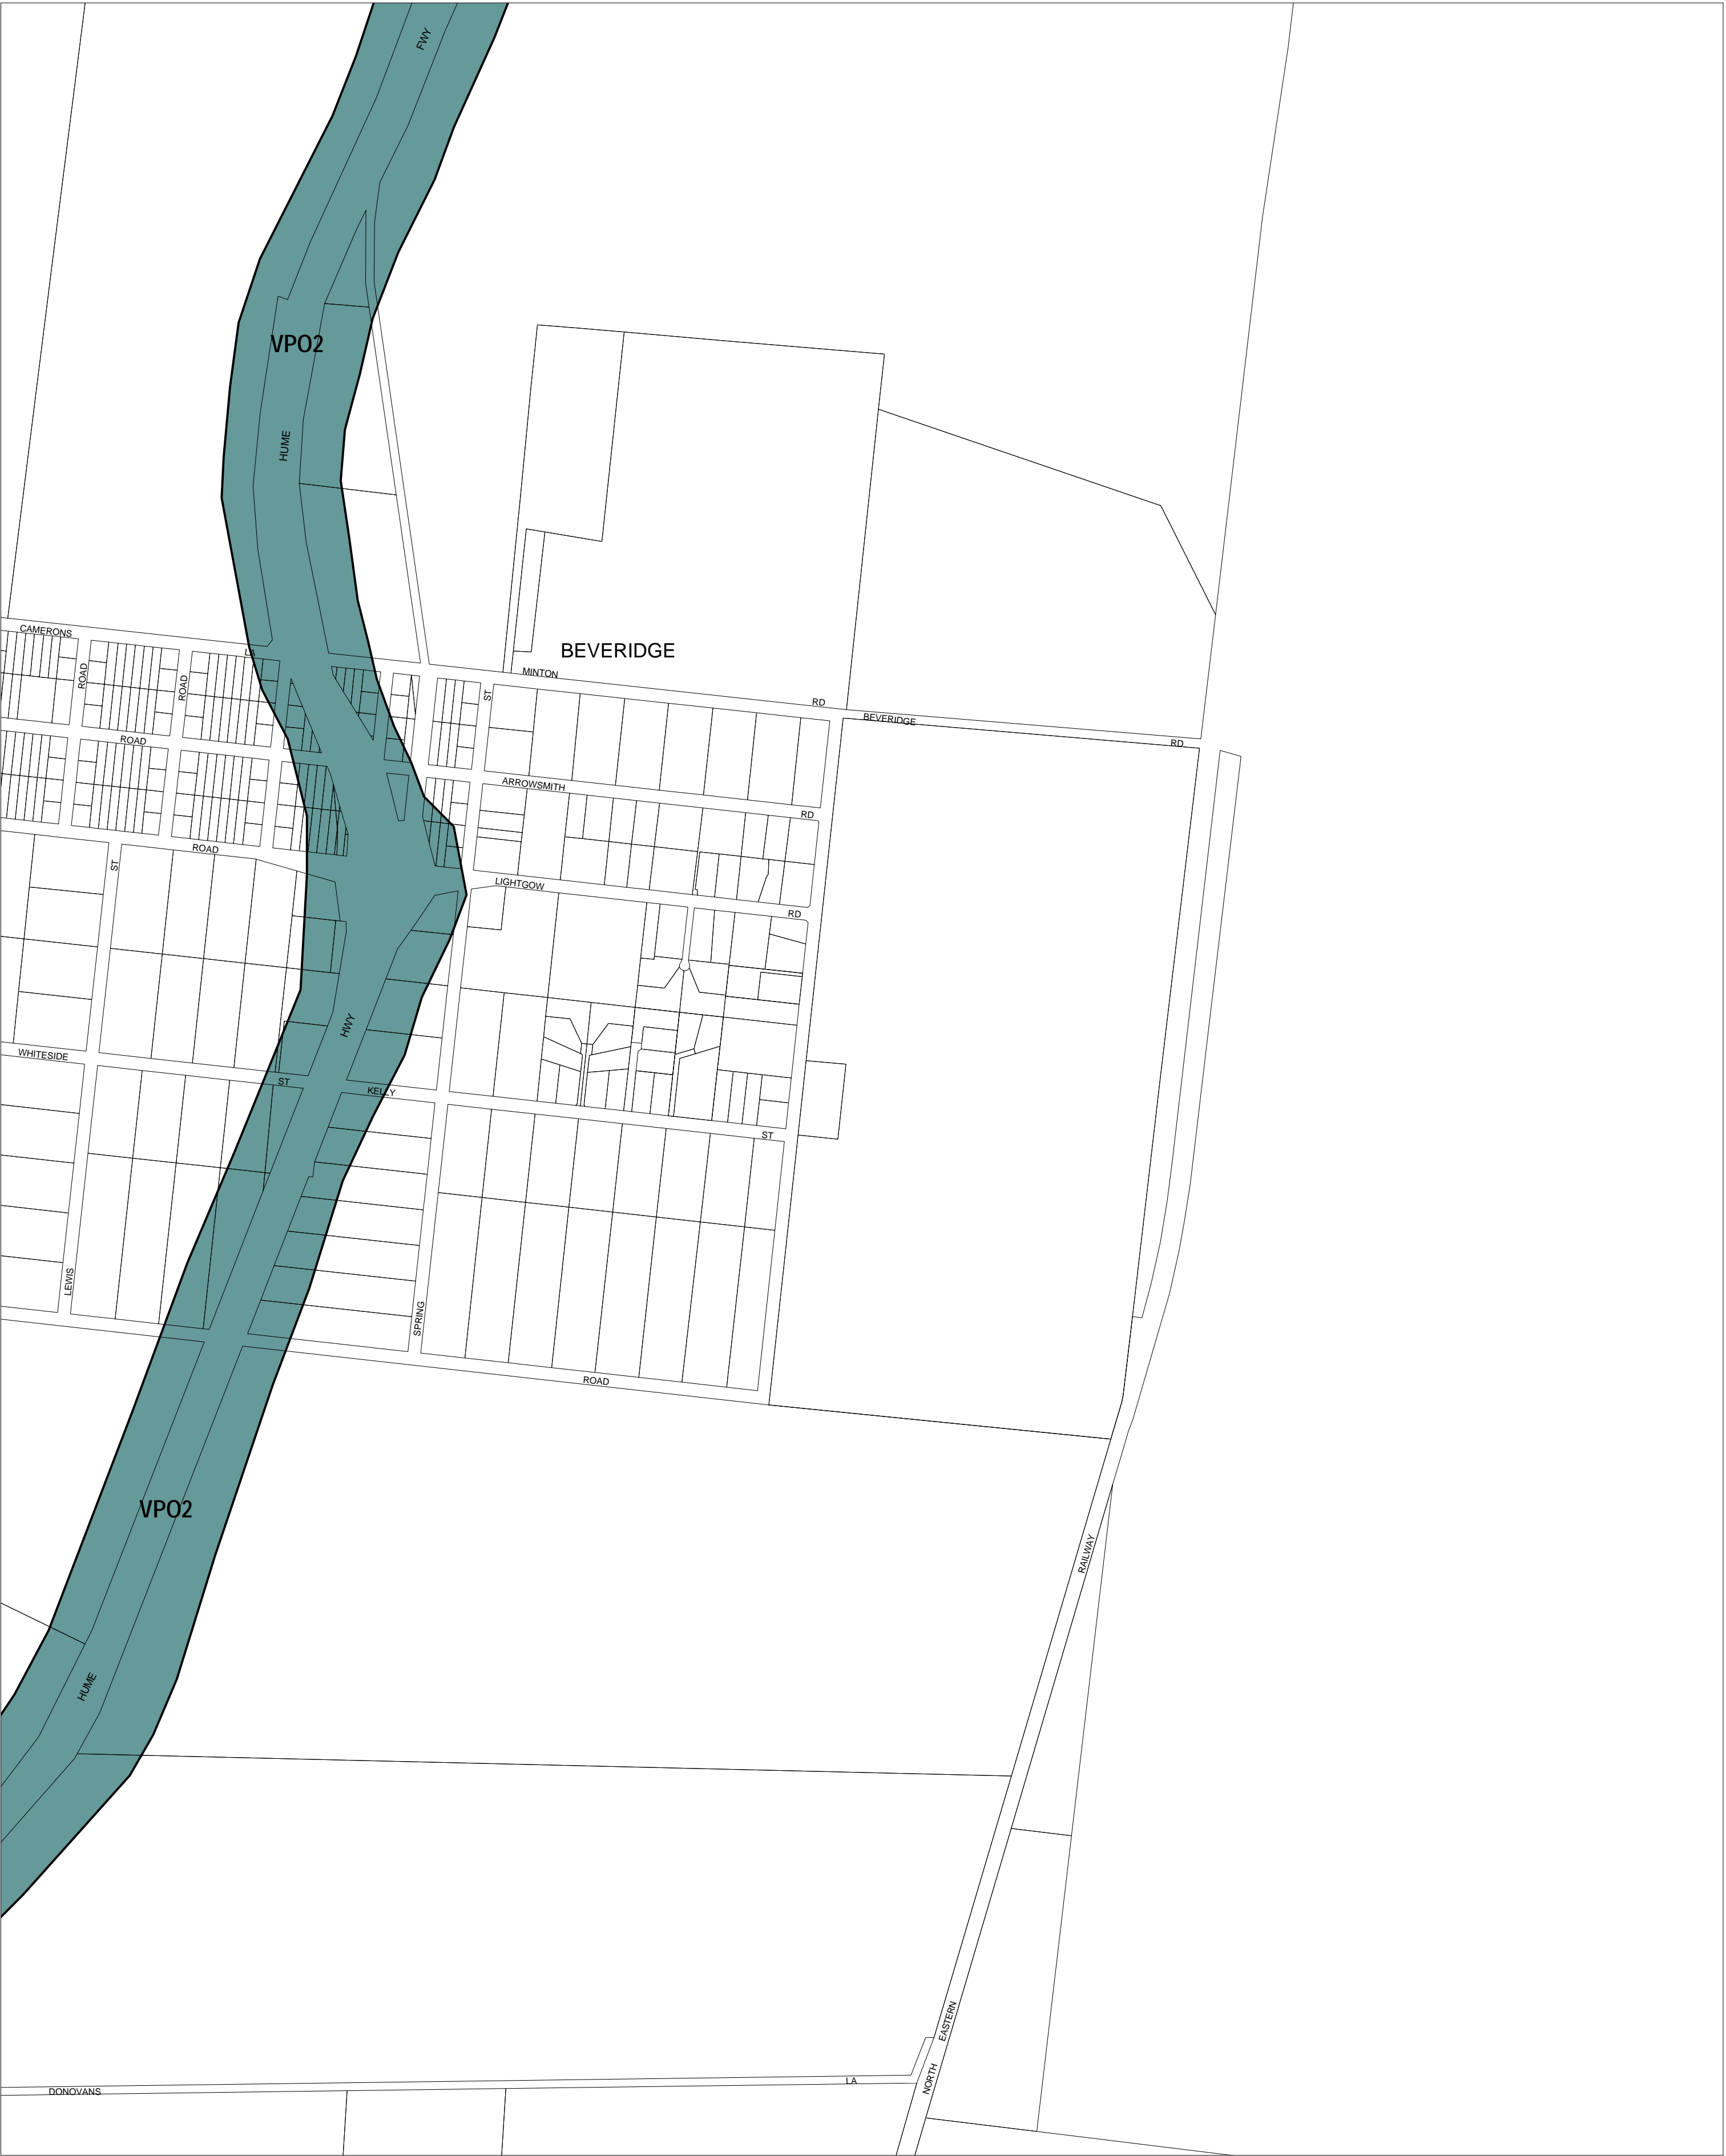 FWY
VPO2
HUME
CAMERONS
LA
BEVERIDGE
ROAD
ROAD
MINTON
ST
RD
BEVERIDGE
RD
ROAD
ARROWSMITH
RD
ROAD
ST
LIGHTGOW
RD
HWY
WHITESIDE
ST
KELLY
ST
LEWIS
SPRING
ROAD
VPO2
RAILWAY
HUME
EASTERN
NORTH
LA
DONOVANS